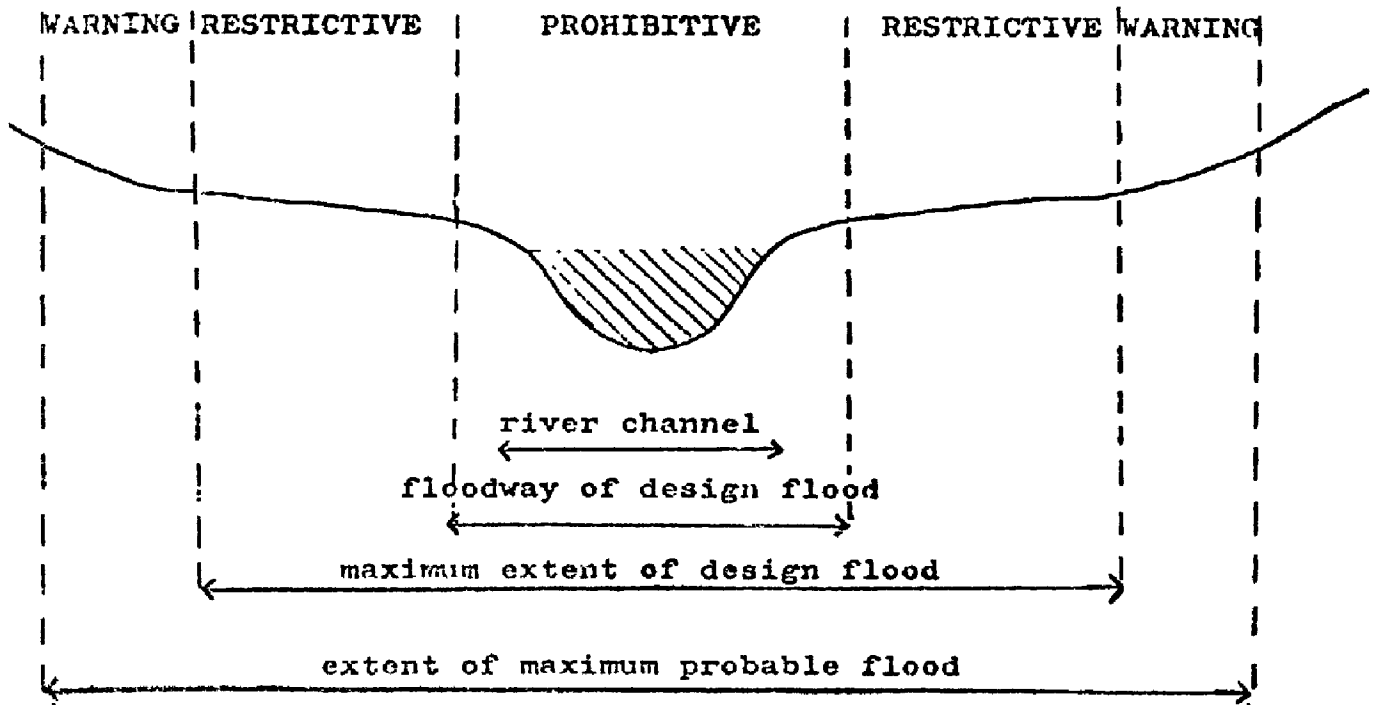 WARNING RESTRICTIVE PROHIBITIVE RESTRICTIVE WARNING
river channel
floodway of design flood
maximum extent of design flood
extent of maximum probable flood